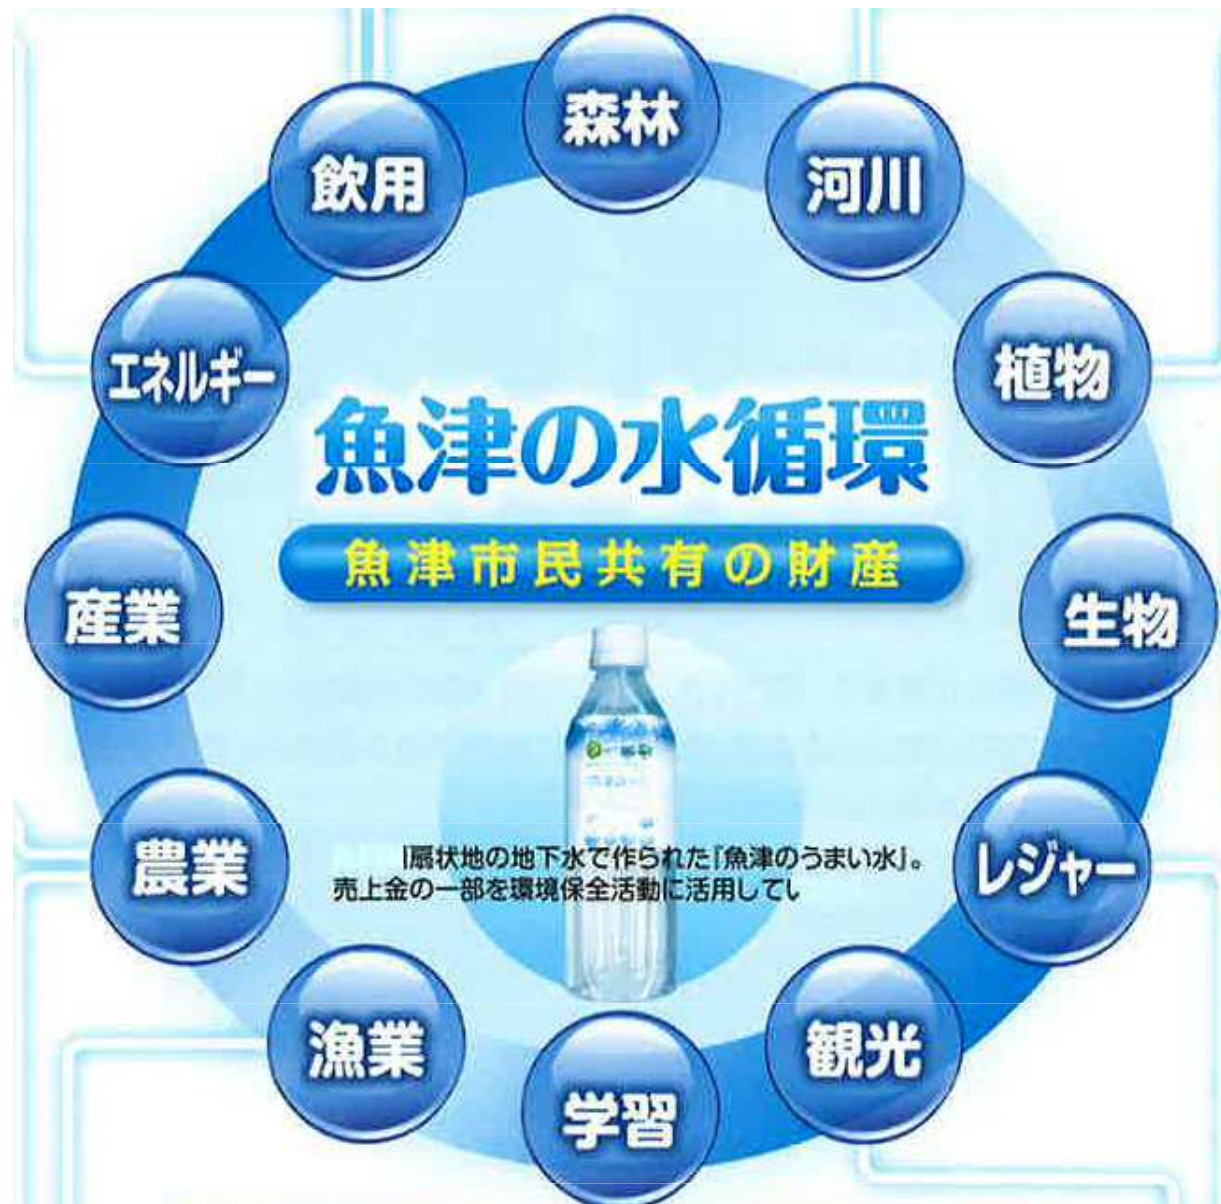 森林
飲用
河川
エネルギー
植物
魚津の水循環
魚津市民共有の財産
産業
生物
扇状地の地下水で作られた『魚津のうまい水』。
売上金の一部を環境保全活動に活用してい
農業
レジャー
漁業
観光
学習